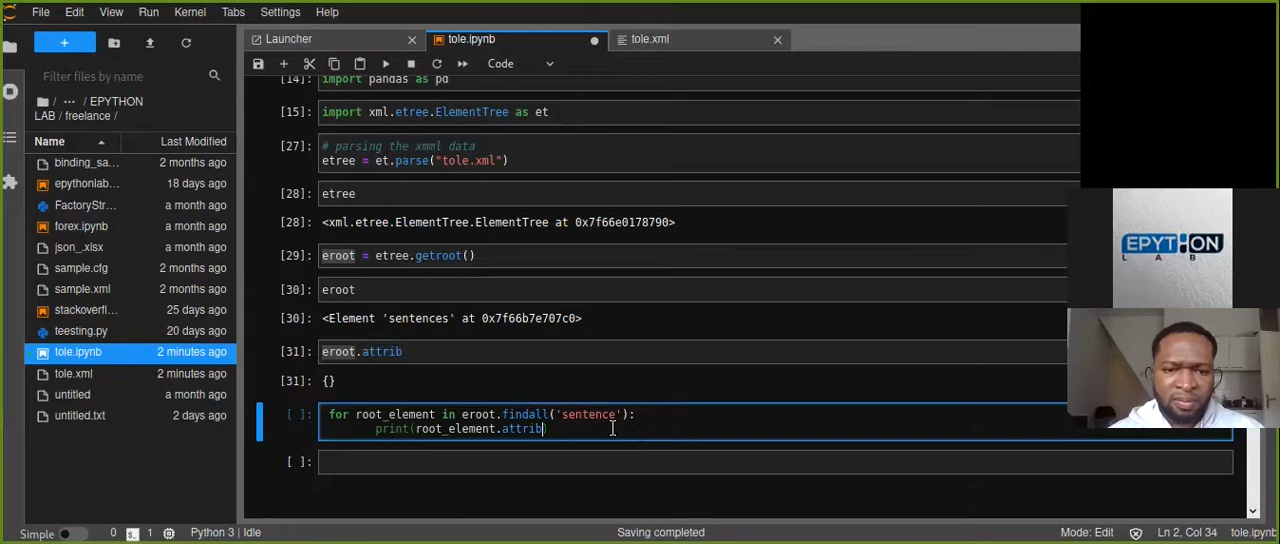 File Edit View Run Kernel Tabs Settings Help
Filter files by name
/ ··· / EPYTHON
LAB / freelance /
Name Last Modified
binding_sa... 2 months ago
epythonlab... 18 days ago
FactoryStr... a month ago
forex.ipynb a month ago
json_.xlsx a month ago
sample.cfg 2 months ago
sample.xml 2 months ago
stackoverfl... 25 days ago
teesting.py 20 days ago
tole.ipynb 2 minutes ago
tole.xml 2 minutes ago
untitled a month ago
untitled.txt 2 days ago
Launcher tole.ipynb tole.xml
Code
[14]: import pandas as pd
[15]: import xml.etree.ElementTree as et
[27]: # parsing the xmml data
etree = et.parse("tole.xml")
[28]: etree
[28]: <xml.etree.ElementTree.ElementTree at 0x7f66e0178790>
[29]: eroot = etree.getroot()
[30]: eroot
[30]: <Element 'sentences' at 0x7f66b7e707c0>
[31]: eroot.attrib
[31]: {}
[ ]: for root_element in eroot.findall('sentence'):
print(root_element.attrib)
[ ]:
EPYTHON
LAB
Simple 0 1 Python 3 | Idle Saving completed Mode: Edit Ln 2, Col 34 tole.ipynb